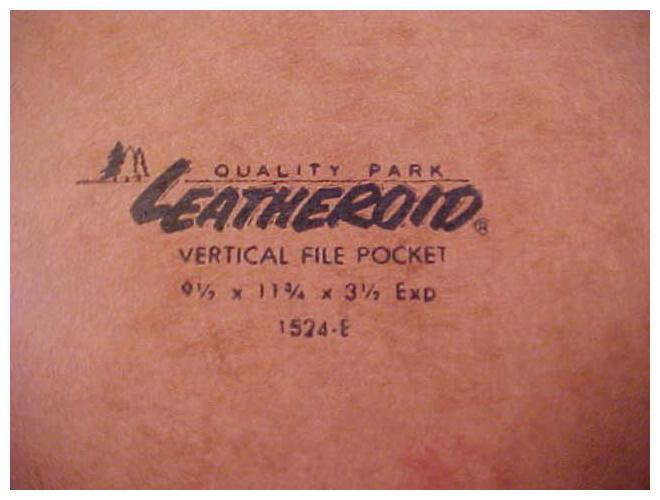 QUALITY PARK
LEATHEROID®
VERTICAL FILE POCKET
9½ x 11¾ x 3½ EXP
1524-E